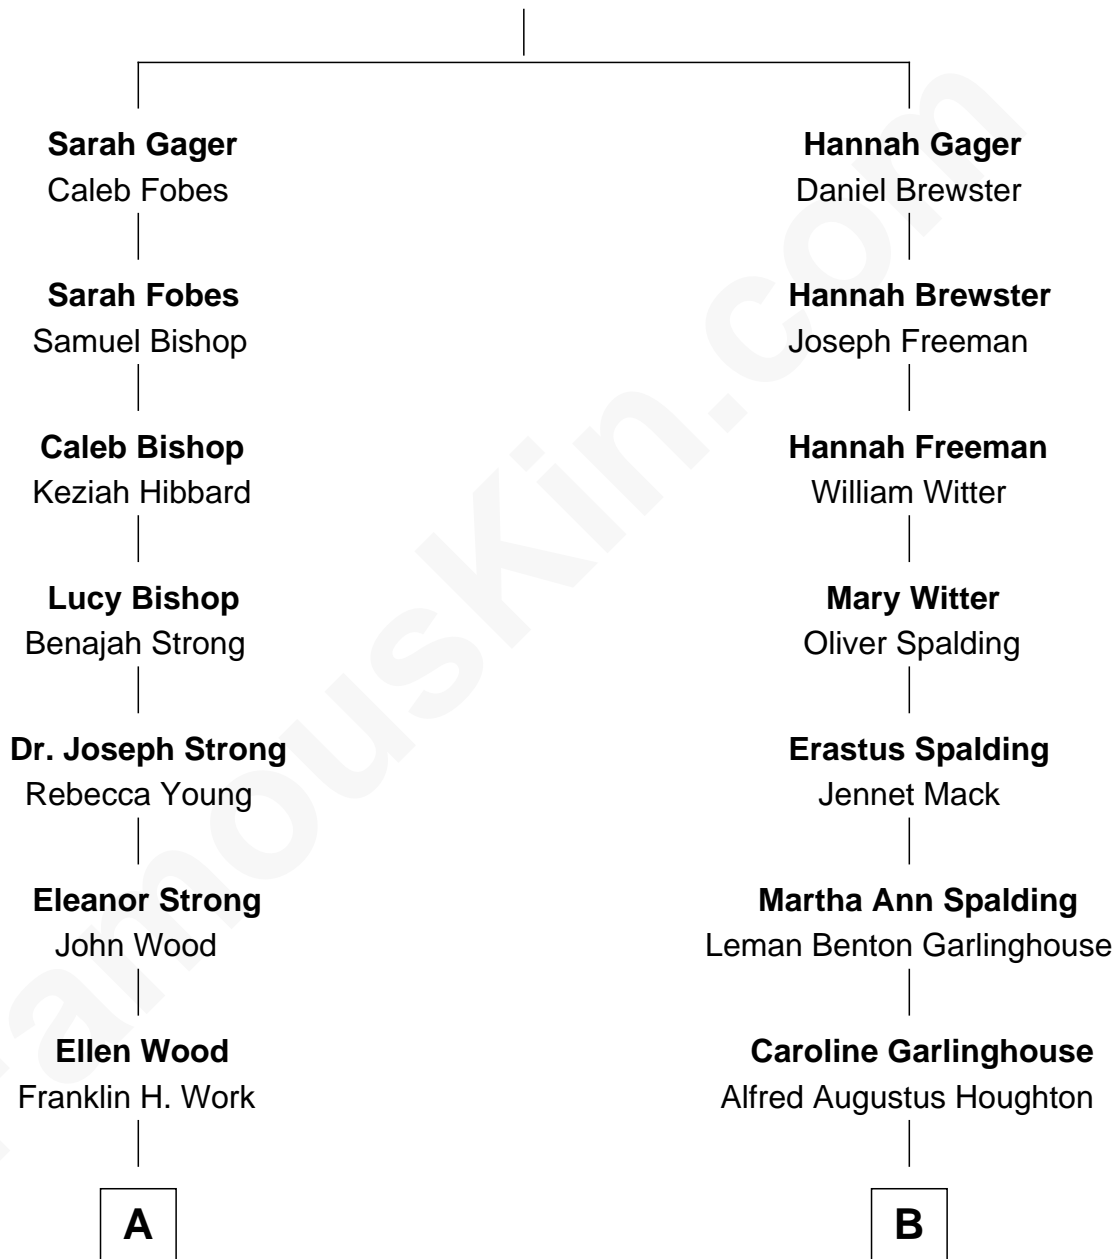 Sarah Gager
Caleb Fobes
Sarah Fobes
Samuel Bishop
Caleb Bishop
Keziah Hibbard
Lucy Bishop
Benajah Strong
Dr. Joseph Strong
Rebecca Young
Eleanor Strong
John Wood
Ellen Wood
Franklin H. Work
A
Hannah Gager
Daniel Brewster
Hannah Brewster
Joseph Freeman
Hannah Freeman
William Witter
Mary Witter
Oliver Spalding
Erastus Spalding
Jennet Mack
Martha Ann Spalding
Leman Benton Garlinghouse
Caroline Garlinghouse
Alfred Augustus Houghton
B
FamousKin.com